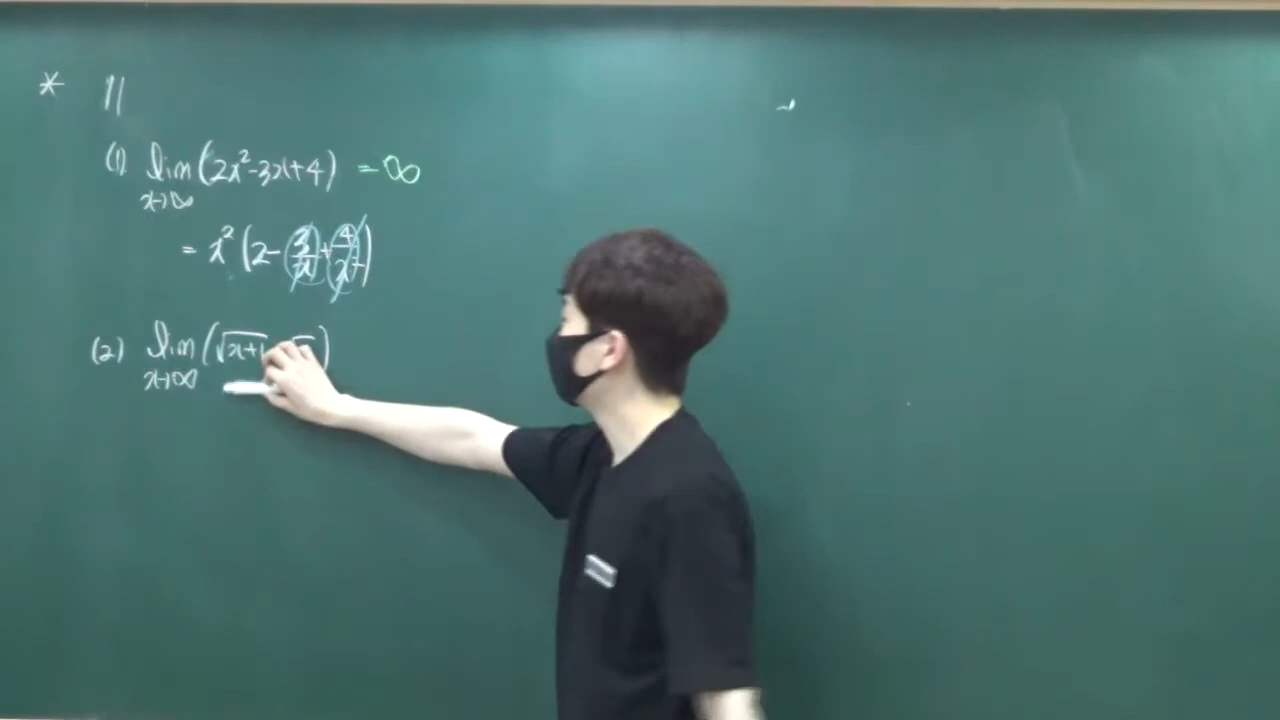 * 11
(1) lim (2x²-3x+4) = ∞
x→∞
= x²(2-3/x+4/x²)
(2) lim (√x+1
x→∞